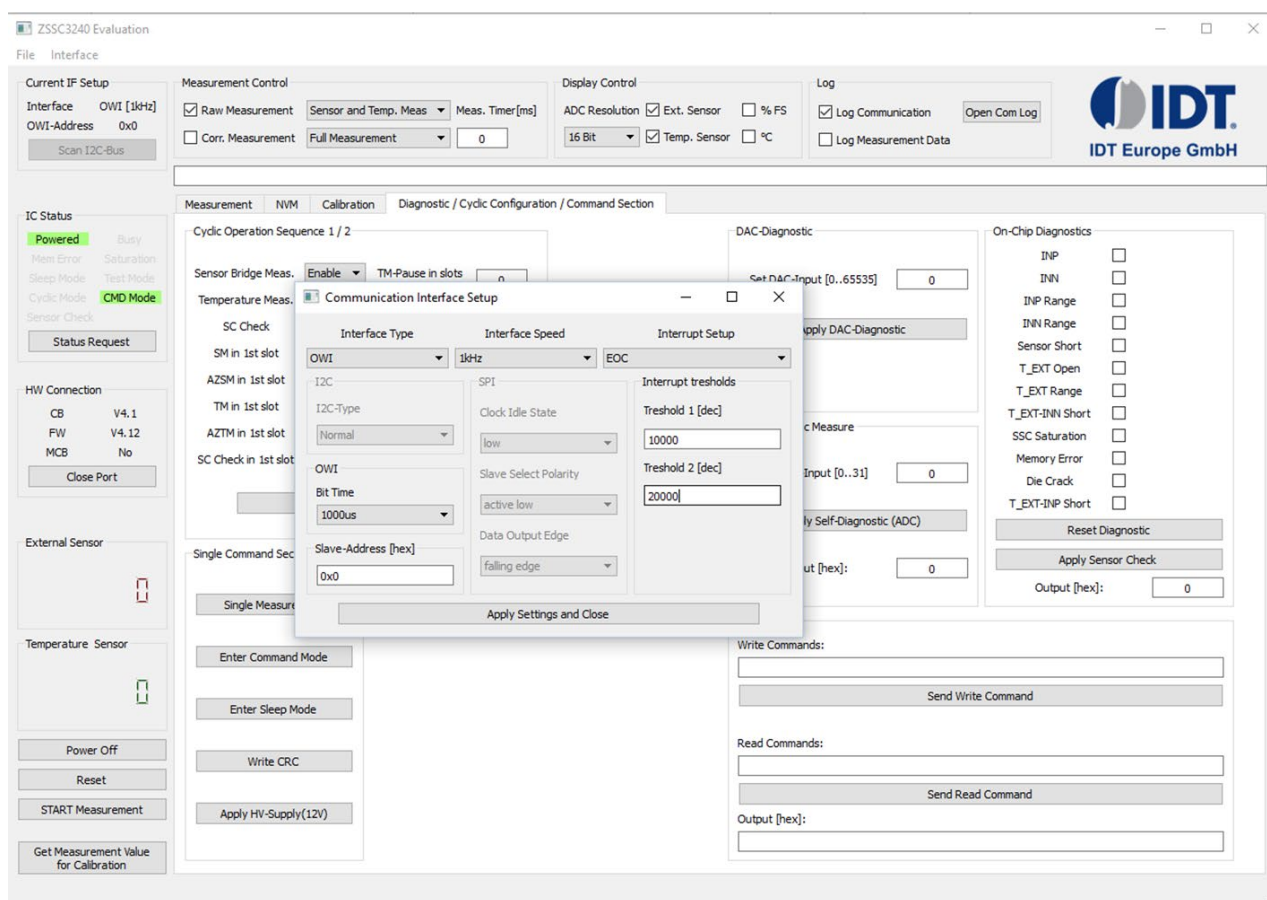 ZSSC3240 Evaluation
File Interface
Current IF Setup
Interface OWI [1kHz]
OWI-Address 0x0
Scan I2C-Bus
Measurement Control
Raw Measurement Sensor and Temp. Meas Meas. Timer[ms]
Corr. Measurement Full Measurement 0
Display Control
ADC Resolution Ext. Sensor % FS
16 Bit Temp. Sensor °C
Log
Log Communication Open Com Log
Log Measurement Data
IDT.
IDT Europe GmbH
IC Status
Powered Busy
Mem Error Saturation
Sleep Mode Test Mode
Cyclic Mode CMD Mode
Sensor Check
Status Request
HW Connection
CB V4.1
FW V4.12
MCB No
Close Port
External Sensor
0
Temperature Sensor
0
Power Off
Reset
START Measurement
Get Measurement Value
for Calibration
Measurement NVM Calibration Diagnostic / Cyclic Configuration / Command Section
Cyclic Operation Sequence 1 / 2
Sensor Bridge Meas. Enable TM-Pause in slots 0
Temperature Meas.
SC Check
SM in 1st slot
AZSM in 1st slot
TM in 1st slot
AZTM in 1st slot
SC Check in 1st slot
Single Command Sec
Single Measure
Enter Command Mode
Enter Sleep Mode
Write CRC
Apply HV-Supply(12V)
Communication Interface Setup
Interface Type Interface Speed Interrupt Setup
OWI 1kHz EOC
I2C
I2C-Type
Normal
OWI
Bit Time
1000us
Slave-Address [hex]
0x0
SPI
Clock Idle State
low
Slave Select Polarity
active low
Data Output Edge
falling edge
Interrupt tresholds
Treshold 1 [dec]
10000
Treshold 2 [dec]
20000
Apply Settings and Close
DAC-Diagnostic
Set DAC-Input [0..65535] 0
Apply DAC-Diagnostic
c Measure
Input [0..31] 0
ly Self-Diagnostic (ADC)
ut [hex]: 0
On-Chip Diagnostics
INP
INN
INP Range
INN Range
Sensor Short
T_EXT Open
T_EXT Range
T_EXT-INN Short
SSC Saturation
Memory Error
Die Crack
T_EXT-INP Short
Reset Diagnostic
Apply Sensor Check
Output [hex]: 0
Write Commands:
Send Write Command
Read Commands:
Send Read Command
Output [hex]: